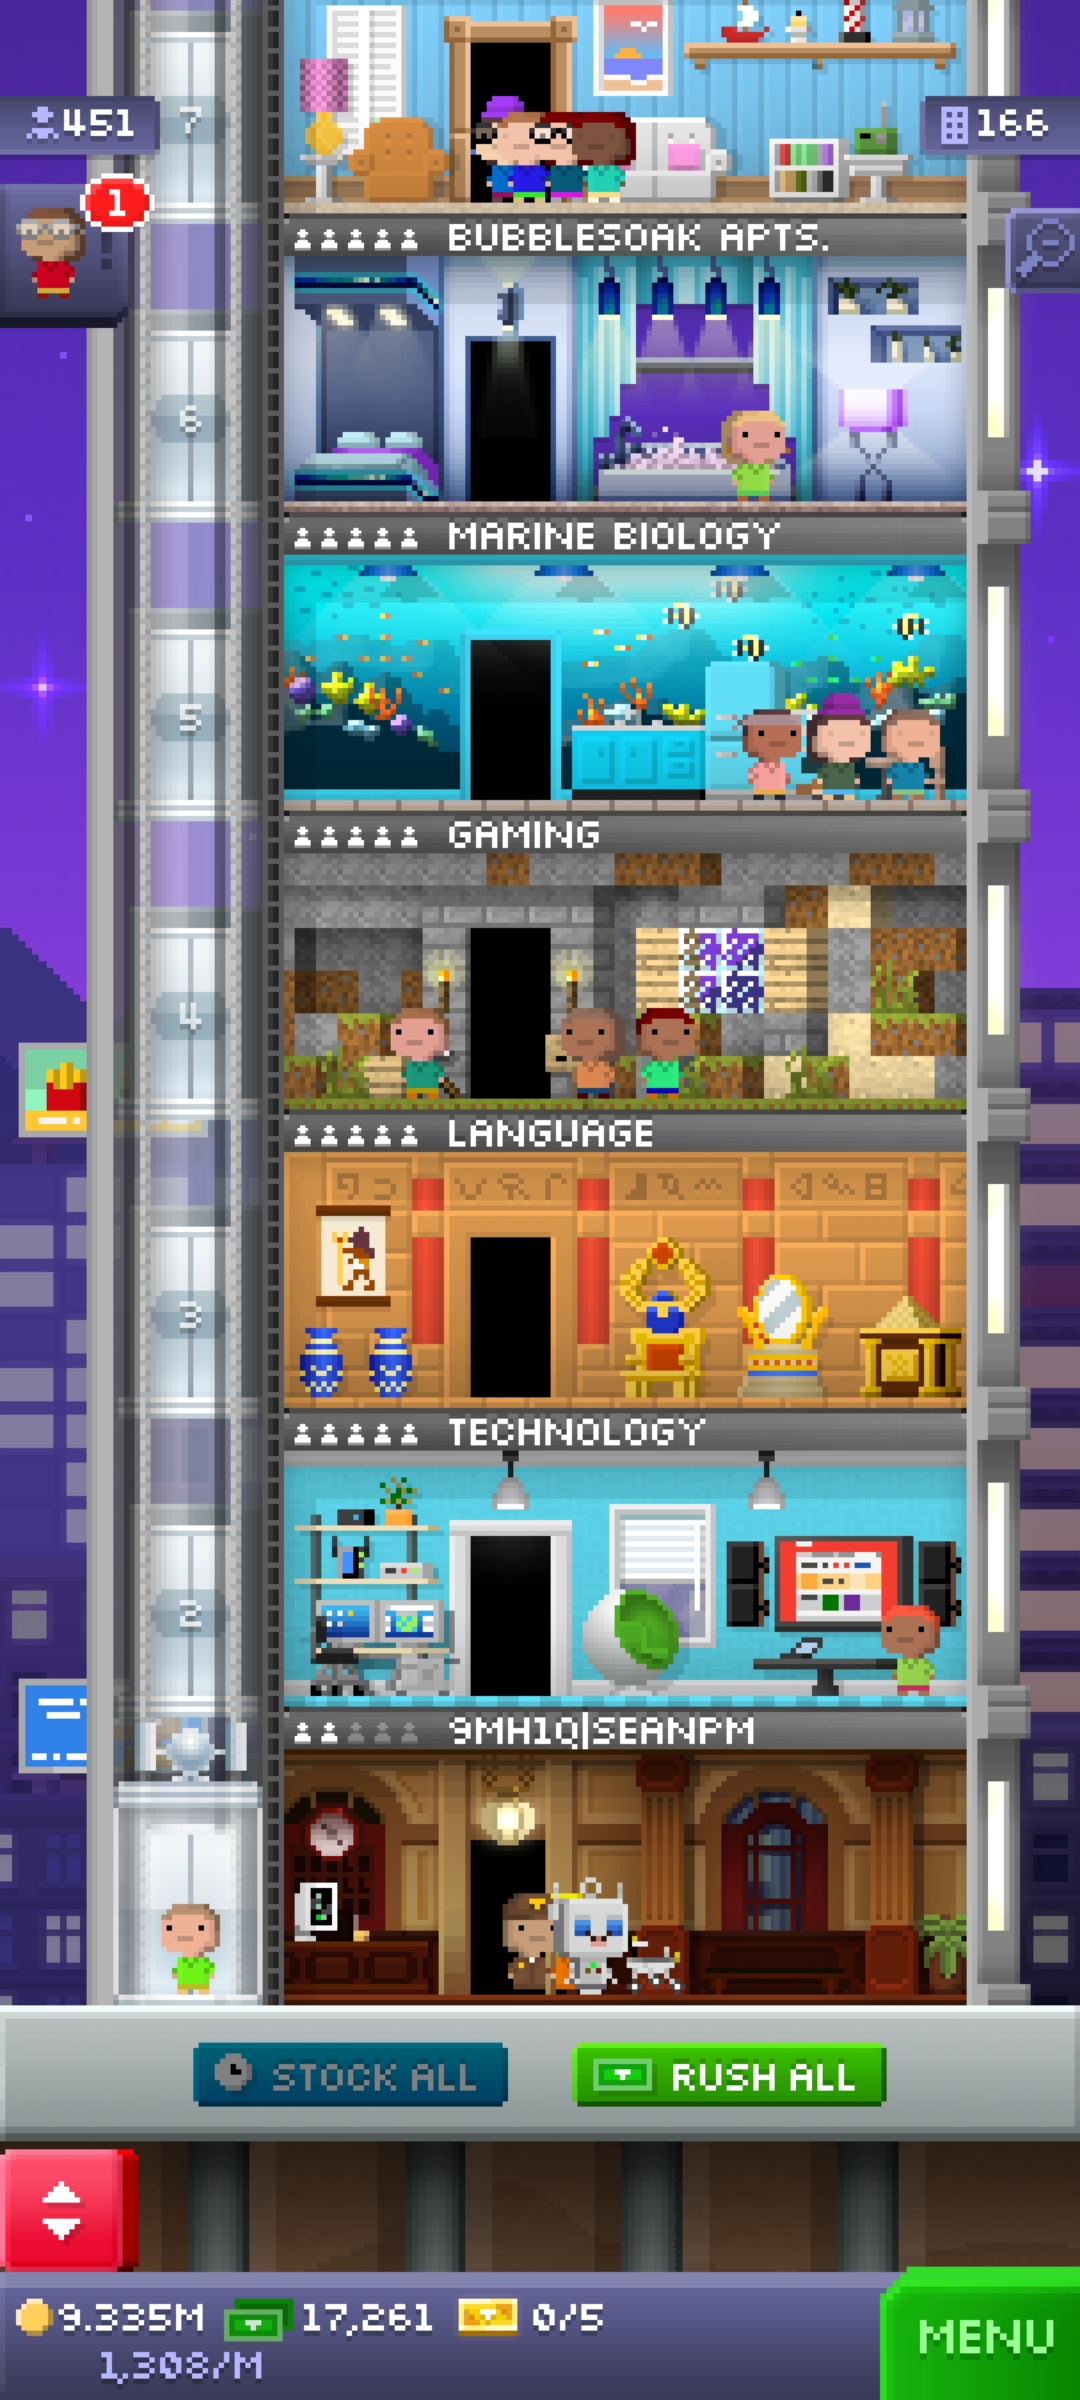 7
451
166
1
BUBBLESOAK APTS.
6
MARINE BIOLOGY
5
GAMING
4
LANGUAGE
3
TECHNOLOGY
2
9MH1Q|SEANPM
STOCK ALL
RUSH ALL
9.335M 17,261 0/5
1,308/M
MENU